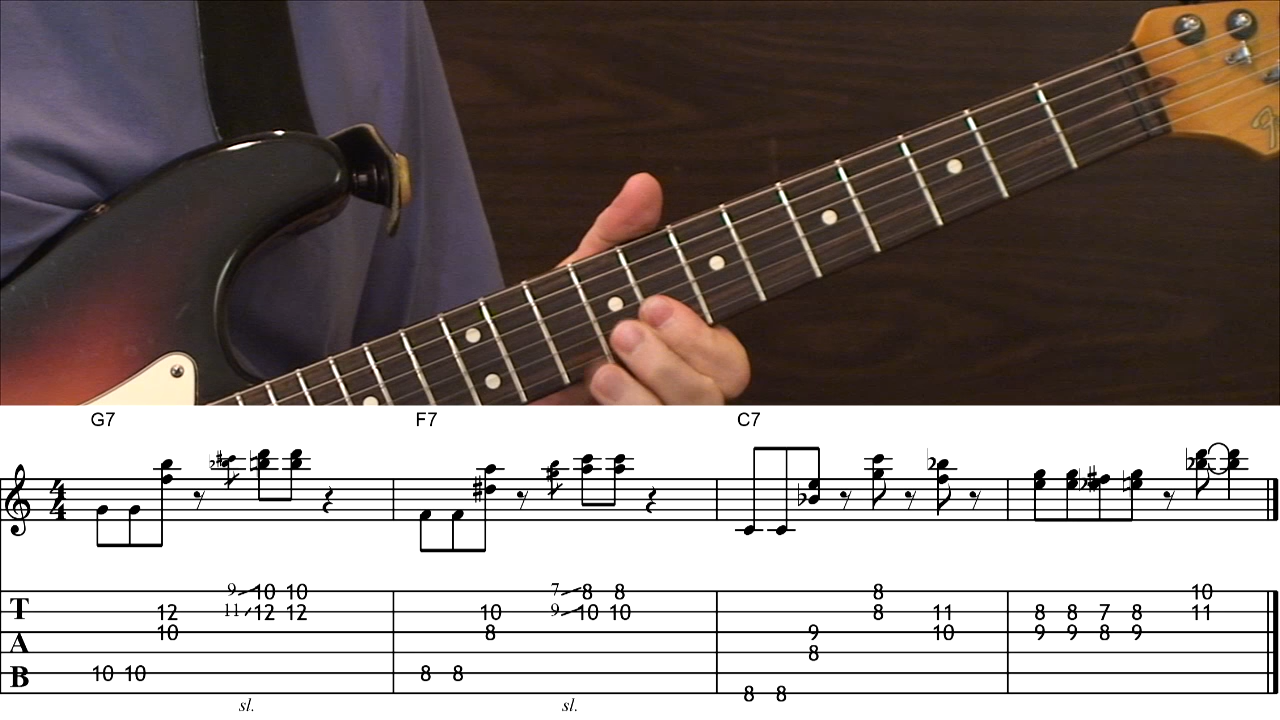 G7 F7 C7
4
4
9 10 10 7 8 8 8 10
T 12 11 12 12 10 9 10 10 8 11 8 8 7 8 11
10 8 9 10 9 9 8 9
A 8
B 10 10 8 8
8 8
sl. sl.